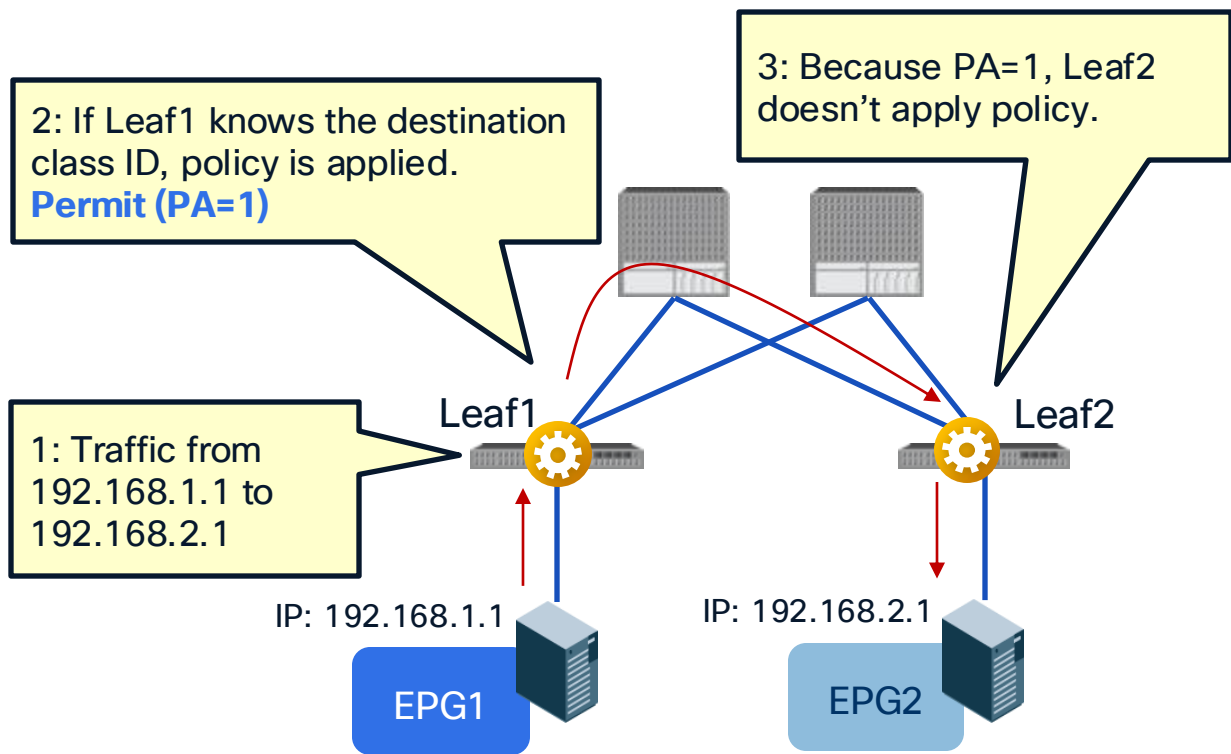 3: Because PA=1, Leaf2
doesn't apply policy.
2: If Leaf1 knows the destination
class ID, policy is applied.
Permit (PA=1)
Leaf1
Leaf2
1: Traffic from
192.168.1.1 to
192.168.2.1
IP: 192.168.1.1
IP: 192.168.2.1
EPG1
EPG2